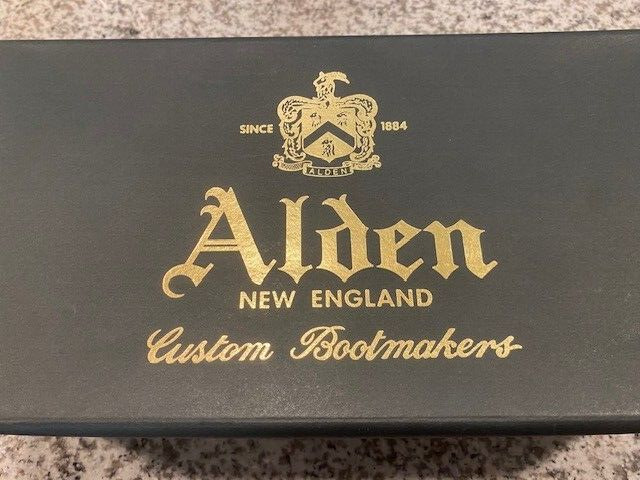 SINCE 1884
ALDEN
Alden
NEW ENGLAND
Custom Bootmakers